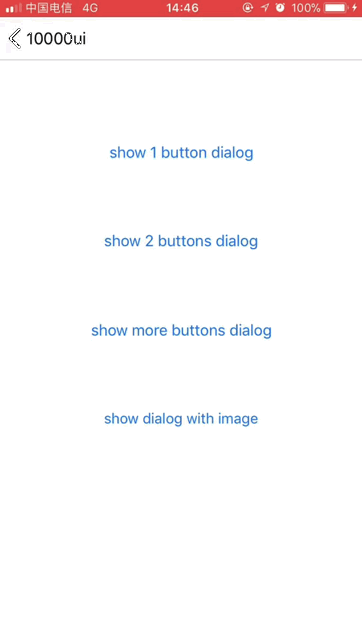 中国电信 4G 14:46 100%
10000ui
show 1 button dialog
show 2 buttons dialog
show more buttons dialog
show dialog with image